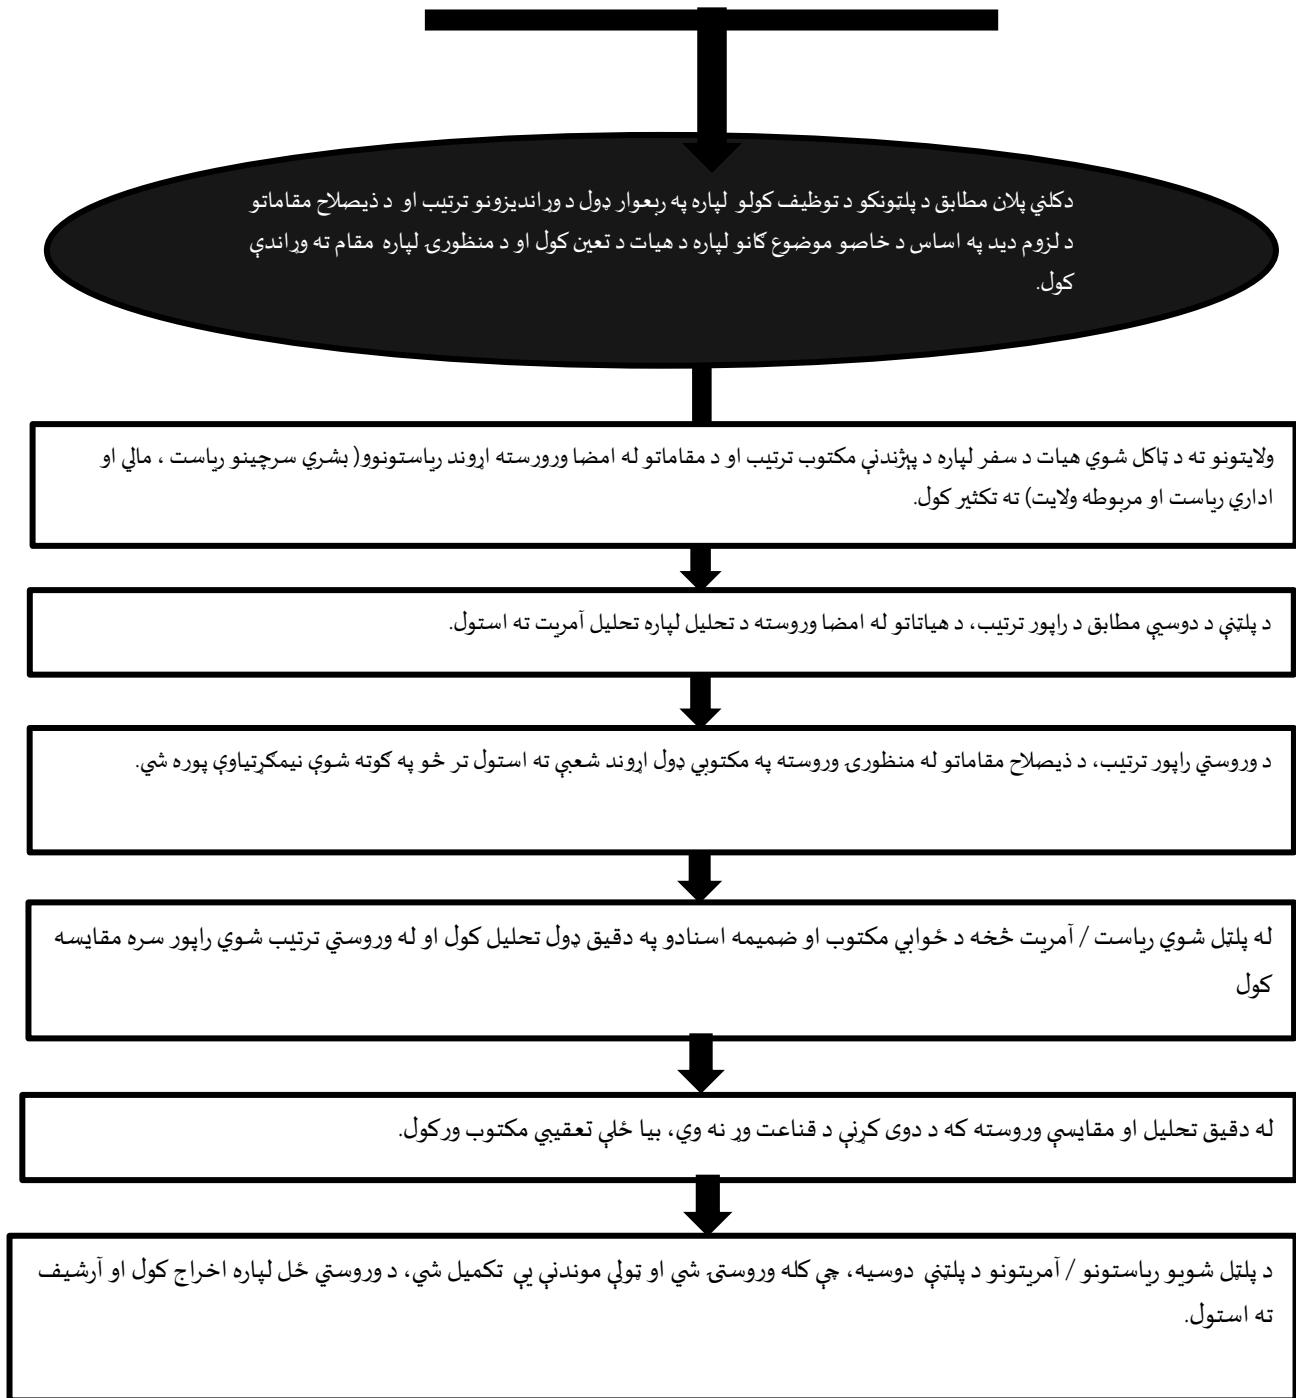 دکلني پلان مطابق د پلټونکو د توظیف کولو لپاره په ربعوار ډول د وړاندیزونو ترتیب او د ذیصلاح مقاماتو
د لزوم دید په اساس د خاصو موضوع ګانو لپاره د هیات د تعین کول او د منظورۍ لپاره مقام ته وړاندې
کول.
ولایتونو ته د ټاکل شوي هیات د سفر لپاره د پیژندنې مکتوب ترتیب او د مقاماتو له امضا وروروسته اړوند ریاستونوو( بشري سرچینو ریاست ، مالي او
اداري ریاست او مربوطه ولایت) ته تکثیر کول.
د پلټنې د دوسیې مطابق د راپور ترتیب، د هیاتاتو له امضا وروسته د تحلیل لپاره تحلیل آمریت ته استول.
د وروستي راپور ترتیب، د ذیصلاح مقاماتو له منظورۍ وروسته په مکتوبي ډول اړوند شعبې ته استول تر څو په ګوته شوې نیمګړتیاوې پوره شي.
له پلټل شوي ریاست / آمریت څخه د ځوابي مکتوب او ضمیمه اسنادو په دقیق ډول تحلیل کول او له وروستي ترتیب شوي راپور سره مقایسه
کول
له دقیق تحلیل او مقایسې وروسته که د دوی کړنې د قناعت وړ نه وي، بیا ځلي تعقیبي مکتوب ورکول.
د پلټل شویو ریاستونو / آمریتونو د پلټنې دوسیه، چې کله وروستۍ شي او ټولې موندنې یې تکمیل شي، د وروستي ځل لپاره اخراج کول او آرشیف
ته استول.